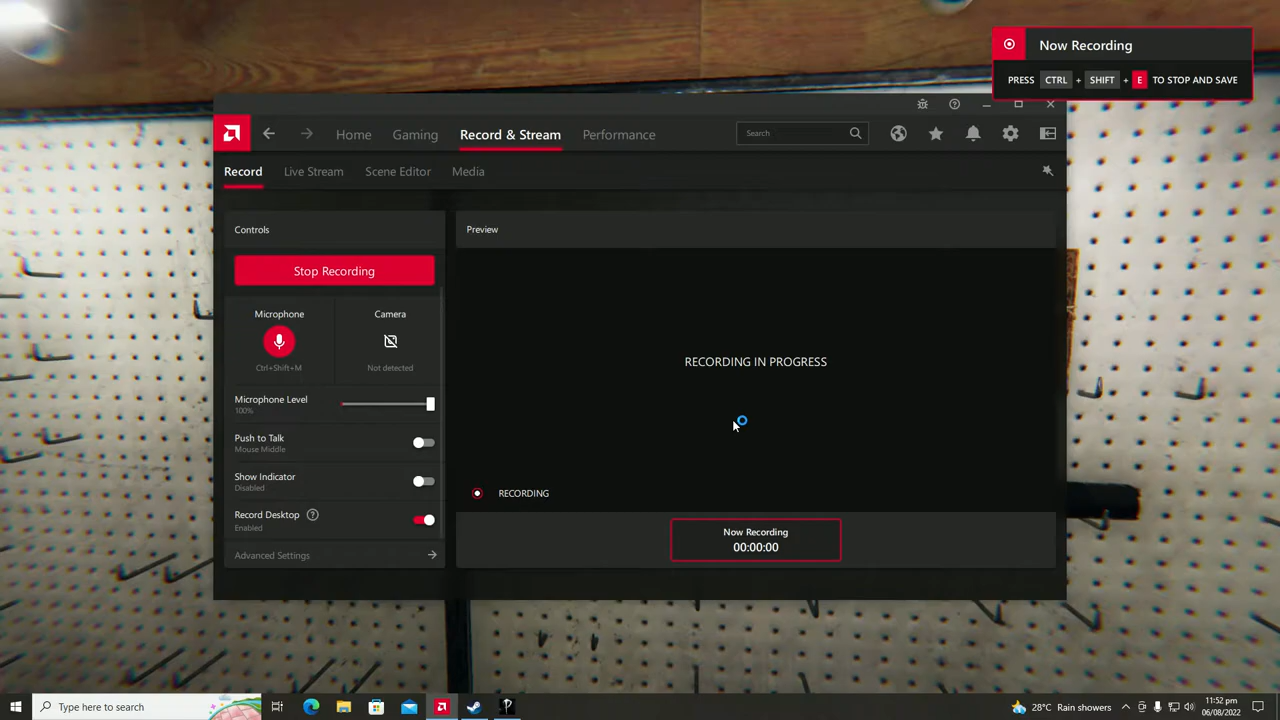 Now Recording
PRESS CTRL + SHIFT + E TO STOP AND SAVE
Home Gaming Record & Stream Performance Search
Record Live Stream Scene Editor Media
Controls
Stop Recording
Microphone
Ctrl+Shift+M
Camera
Not detected
Microphone Level
100%
Push to Talk
Mouse Middle
Show Indicator
Disabled
Record Desktop ?
Enabled
Advanced Settings
Preview
RECORDING IN PROGRESS
RECORDING
Now Recording
00:00:00
Type here to search
28°C Rain showers
11:52 pm
06/08/2022